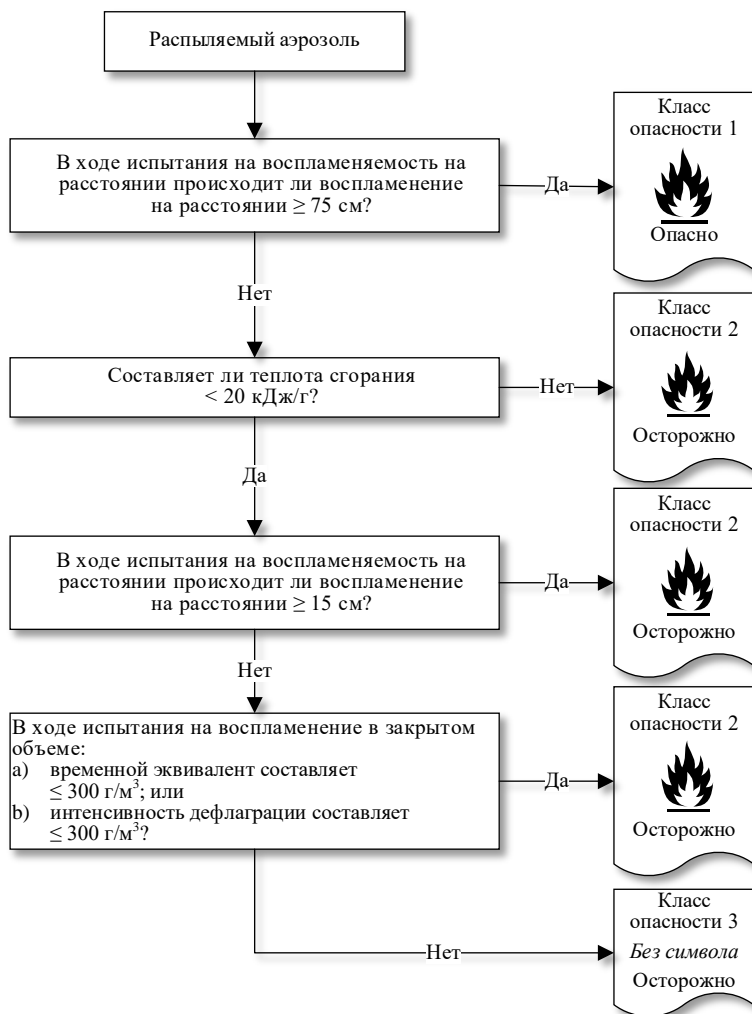 Распыляемый аэрозоль
В ходе испытания на воспламеняемость на
расстоянии происходит ли воспламенение
на расстоянии ≥ 75 см?
Да
Класс
опасности 1
Опасно
Нет
Составляет ли теплота сгорания
< 20 кДж/г?
Нет
Класс
опасности 2
Осторожно
Да
В ходе испытания на воспламеняемость на
расстоянии происходит ли воспламенение
на расстоянии ≥ 15 см?
Да
Класс
опасности 2
Осторожно
Нет
В ходе испытания на воспламенение в закрытом
объеме:
a) временной эквивалент составляет
≤ 300 г/м³; или
b) интенсивность дефлаграции составляет
≤ 300 г/м³?
Да
Класс
опасности 2
Осторожно
Нет
Класс
опасности 3
Без символа
Осторожно